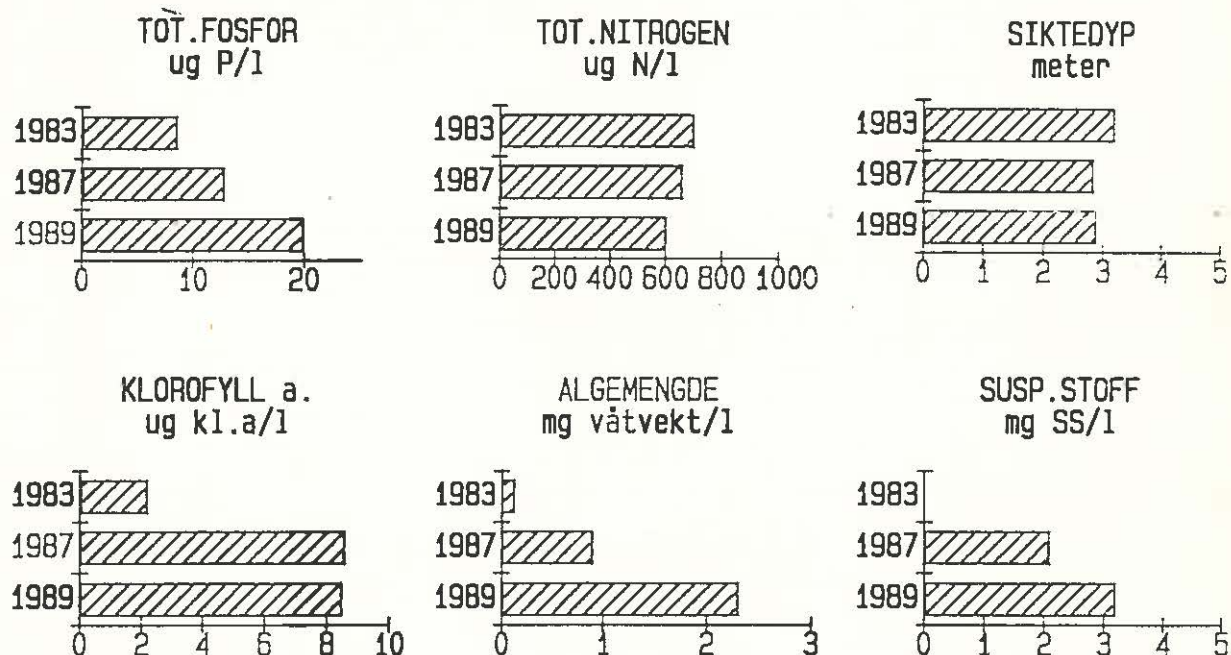 TOT.FOSFOR
ug P/l
1983
1987
1989
0 10 20
TOT.NITROGEN
ug N/l
1983
1987
1989
0 200 400 600 800 1000
SIKTEDYP
meter
1983
1987
1989
0 1 2 3 4 5
KLOROFYLL a.
ug kl.a/l
1983
1987
1989
0 2 4 6 8 10
ALGEMENGDE
mg våtvekt/l
1983
1987
1989
0 1 2 3
SUSP.STOFF
mg SS/l
1983
1987
1989
0 1 2 3 4 5